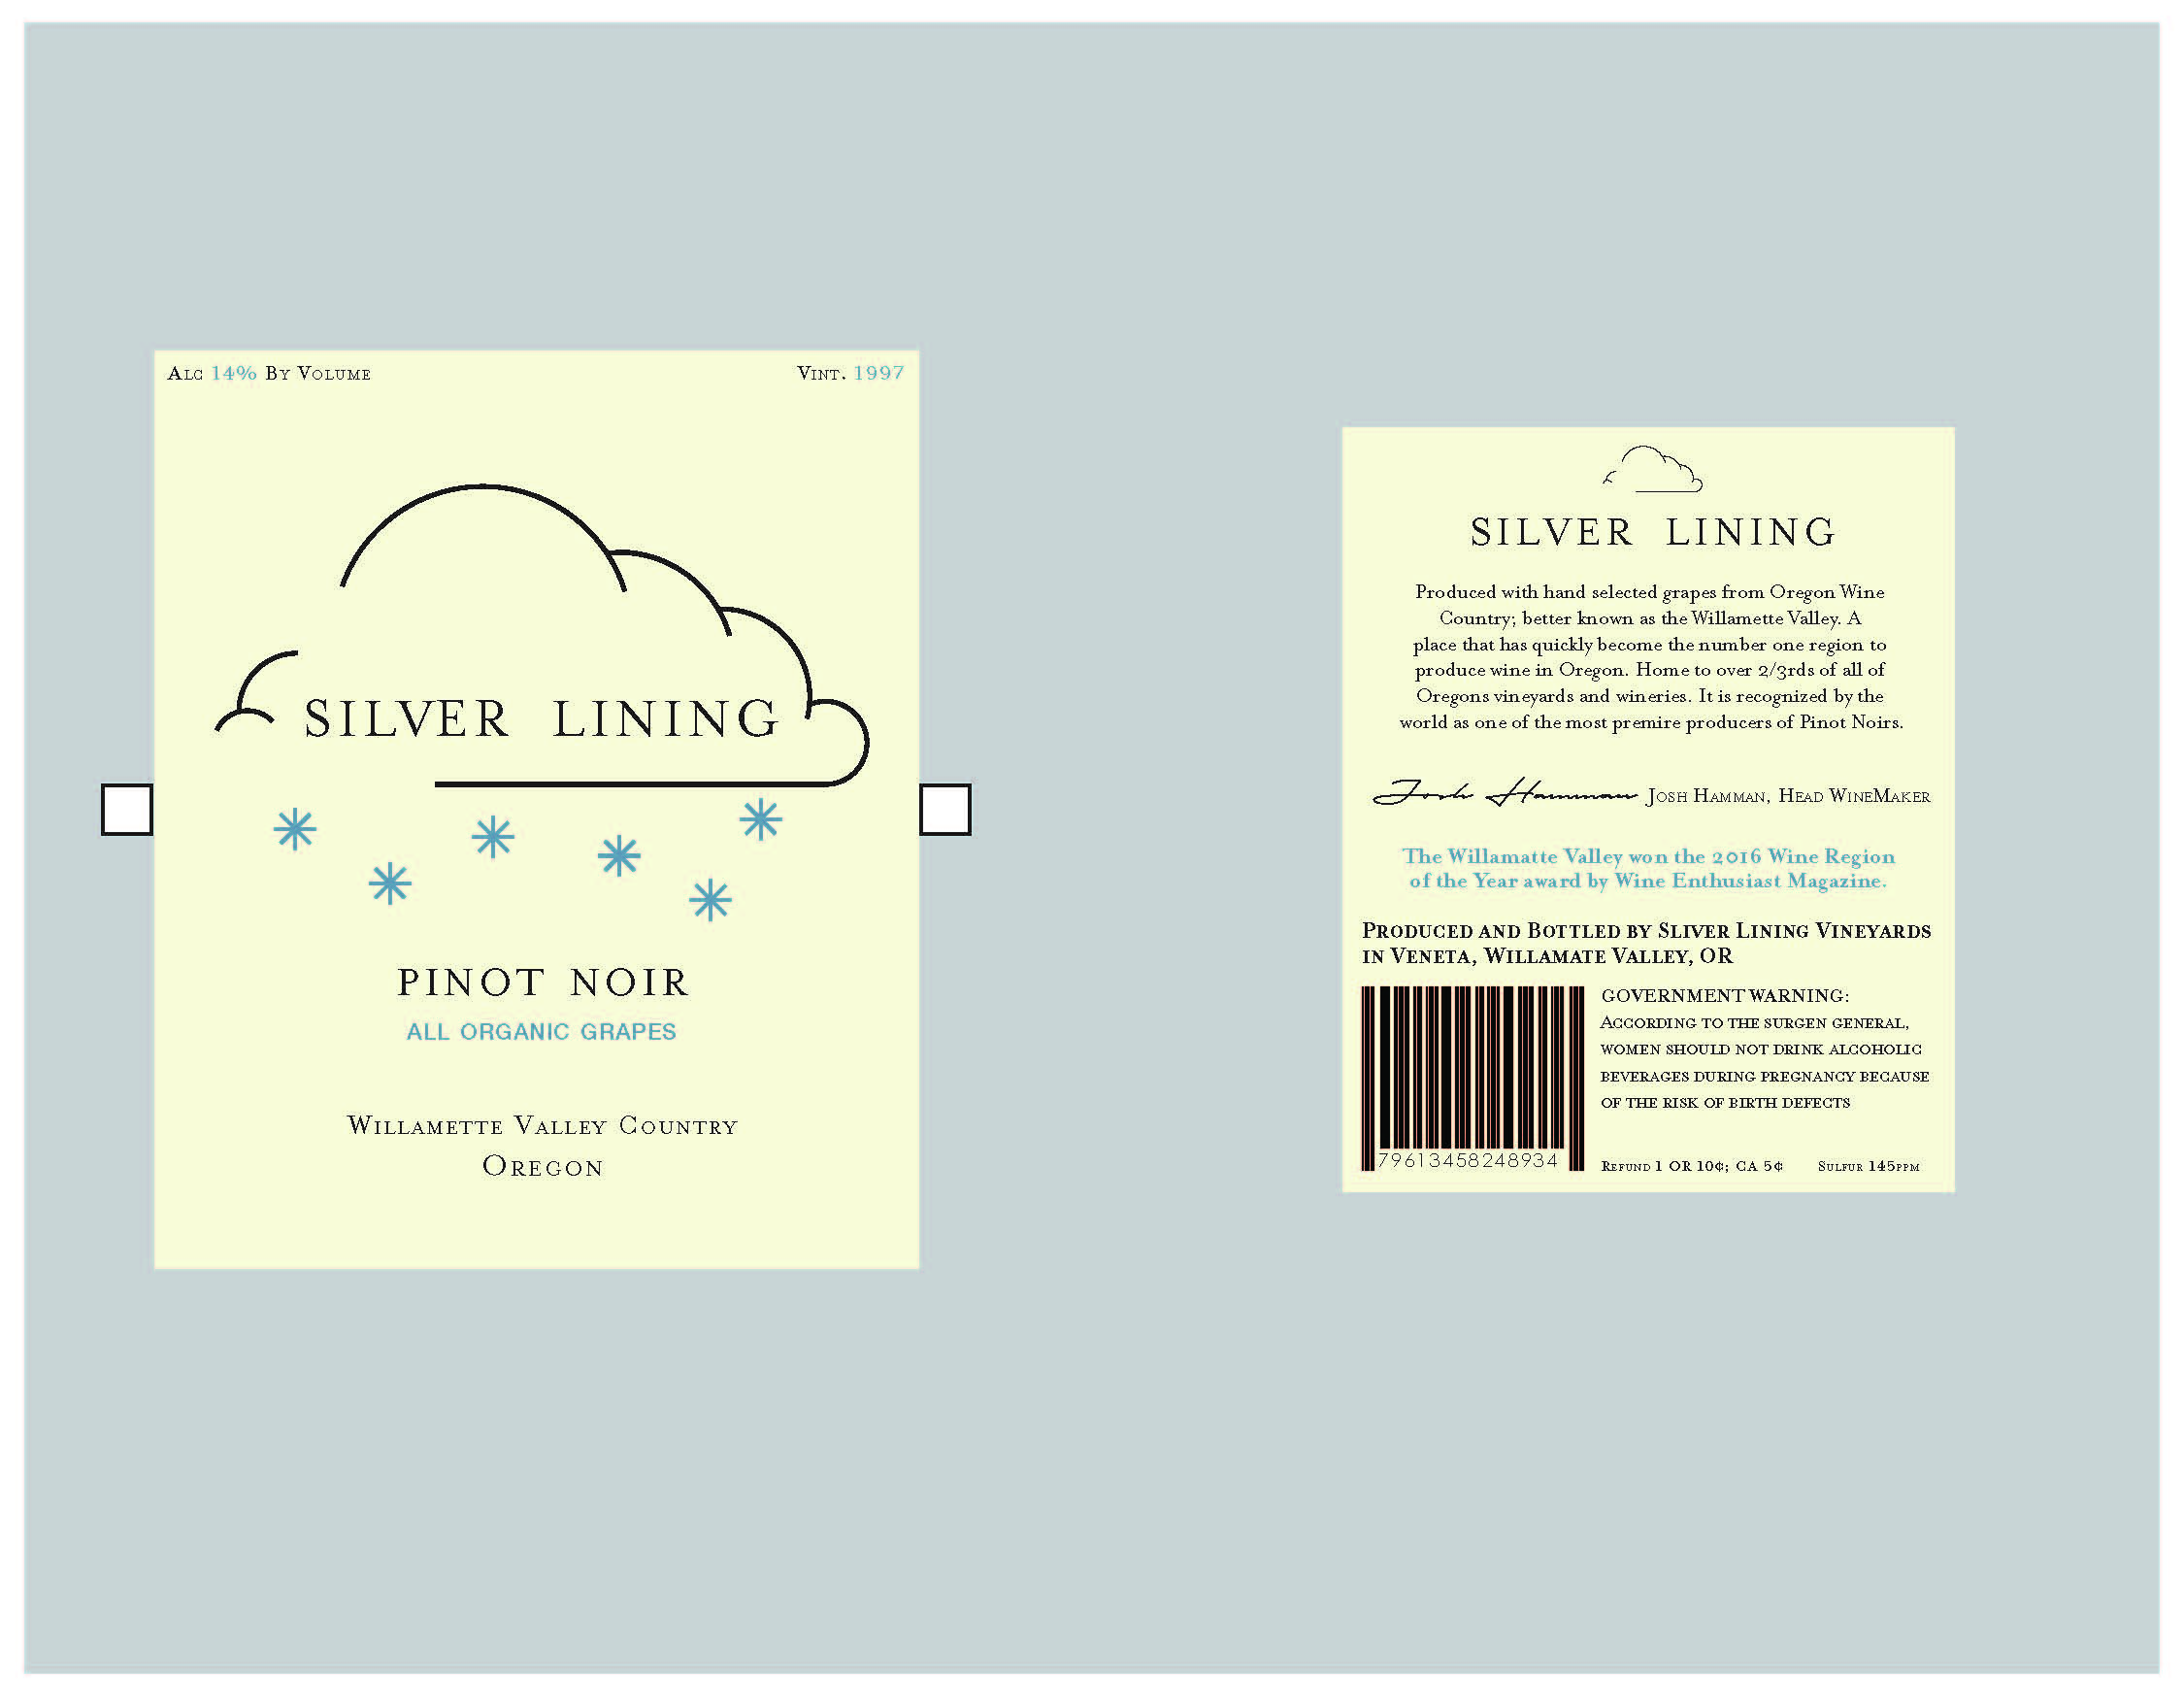 Alc 14% By Volume
Vint. 1997
SILVER LINING
PINOT NOIR
ALL ORGANIC GRAPES
Willamette Valley Country
Oregon
SILVER LINING
Produced with hand selected grapes from Oregon Wine
Country; better known as the Willamette Valley. A
place that has quickly become the number one region to
produce wine in Oregon. Home to over 2/3rds of all of
Oregons vineyards and wineries. It is recognized by the
world as one of the most premire producers of Pinot Noirs.
Josh Hamman Josh Hamman, Head WineMaker
The Willamatte Valley won the 2016 Wine Region
of the Year award by Wine Enthusiast Magazine.
Produced and Bottled by Sliver Lining Vineyards
in Veneta, Willamate Valley, OR
GOVERNMENT WARNING:
According to the surgen general,
women should not drink alcoholic
beverages during pregnancy because
of the risk of birth defects
79613458248934
Refund 1 OR 10¢; CA 5¢
Sulfur 145ppm